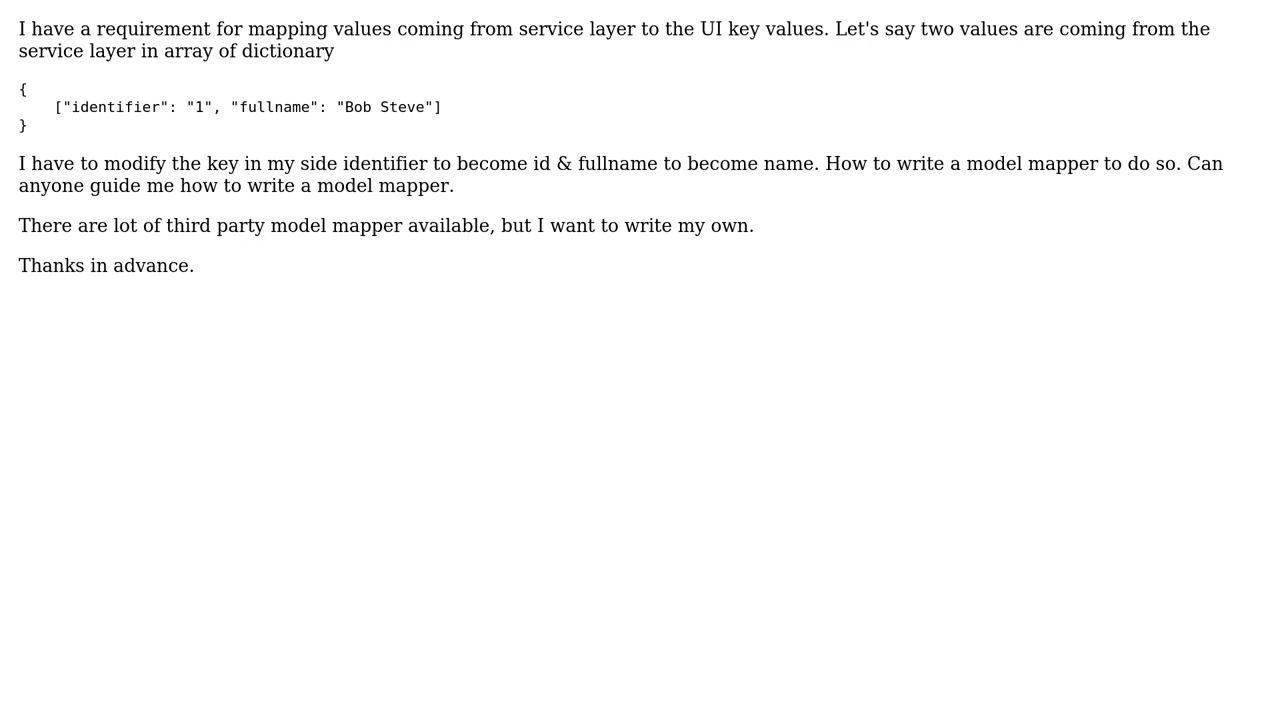 I have a requirement for mapping values coming from service layer to the UI key values. Let's say two values are coming from the
service layer in array of dictionary
{
    ["identifier": "1", "fullname": "Bob Steve"]
}
I have to modify the key in my side identifier to become id & fullname to become name. How to write a model mapper to do so. Can
anyone guide me how to write a model mapper.
There are lot of third party model mapper available, but I want to write my own.
Thanks in advance.